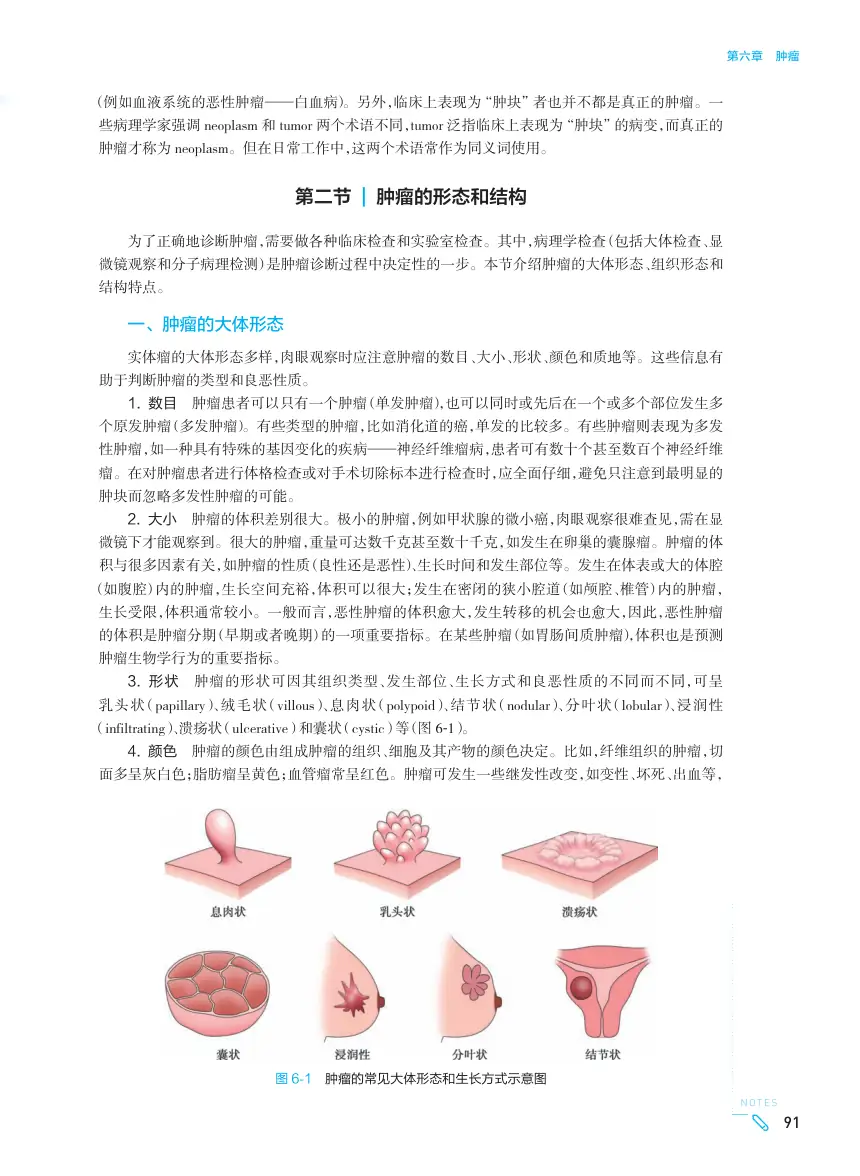 第六章 肿瘤
(例如血液系统的恶性肿瘤——白血病)。另外,临床上表现为“肿块”者也并不都是真正的肿瘤。一
些病理学家强调 neoplasm 和 tumor 两个术语不同,tumor 泛指临床上表现为“肿块”的病变,而真正的
肿瘤才称为 neoplasm。但在日常工作中,这两个术语常作为同义词使用。
第二节 | 肿瘤的形态和结构
为了正确地诊断肿瘤,需要做各种临床检查和实验室检查。其中,病理学检查(包括大体检查、显
微镜观察和分子病理检测)是肿瘤诊断过程中决定性的一步。本节介绍肿瘤的大体形态、组织形态和
结构特点。
一、肿瘤的大体形态
实体瘤的大体形态多样,肉眼观察时应注意肿瘤的数目、大小、形状、颜色和质地等。这些信息有
助于判断肿瘤的类型和良恶性质。
1. 数目 肿瘤患者可以只有一个肿瘤(单发肿瘤),也可以同时或先后在一个或多个部位发生多
个原发肿瘤(多发肿瘤)。有些类型的肿瘤,比如消化道的癌,单发的比较多。有些肿瘤则表现为多发
性肿瘤,如一种具有特殊的基因变化的疾病——神经纤维瘤病,患者可有数十个甚至数百个神经纤维
瘤。在对肿瘤患者进行体格检查或对手术切除标本进行检查时,应全面仔细,避免只注意到最明显的
肿块而忽略多发性肿瘤的可能。
2. 大小 肿瘤的体积差别很大。极小的肿瘤,例如甲状腺的微小癌,肉眼观察很难查见,需在显
微镜下才能观察到。很大的肿瘤,重量可达数千克甚至数十千克,如发生在卵巢的囊腺瘤。肿瘤的体
积与很多因素有关,如肿瘤的性质(良性还是恶性)、生长时间和发生部位等。发生在体表或大的体腔
(如腹腔)内的肿瘤,生长空间充裕,体积可以很大;发生在密闭的狭小腔道(如颅腔、椎管)内的肿瘤,
生长受限,体积通常较小。一般而言,恶性肿瘤的体积愈大,发生转移的机会也愈大,因此,恶性肿瘤
的体积是肿瘤分期(早期或者晚期)的一项重要指标。在某些肿瘤(如胃肠间质肿瘤),体积也是预测
肿瘤生物学行为的重要指标。
3. 形状 肿瘤的形状可因其组织类型、发生部位、生长方式和良恶性质的不同而不同,可呈
乳头状(papillary)、绒毛状(villous)、息肉状(polypoid)、结节状(nodular)、分叶状(lobular)、浸润性
(infiltrating)、溃疡状(ulcerative)和囊状(cystic)等(图 6-1)。
4. 颜色 肿瘤的颜色由组成肿瘤的组织、细胞及其产物的颜色决定。比如,纤维组织的肿瘤,切
面多呈灰白色;脂肪瘤呈黄色;血管瘤常呈红色。肿瘤可发生一些继发性改变,如变性、坏死、出血等,
息肉状 乳头状 溃疡状
囊状 浸润性 分叶状 结节状
图 6-1 肿瘤的常见大体形态和生长方式示意图
NOTES
91